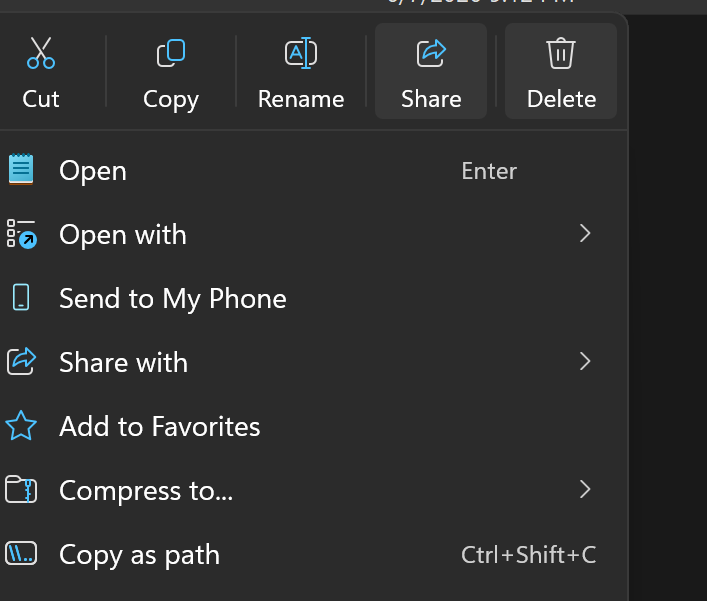 Cut
Copy
Rename
Share
Delete
Open Enter
Open with
Send to My Phone
Share with
Add to Favorites
Compress to...
Copy as path Ctrl+Shift+C